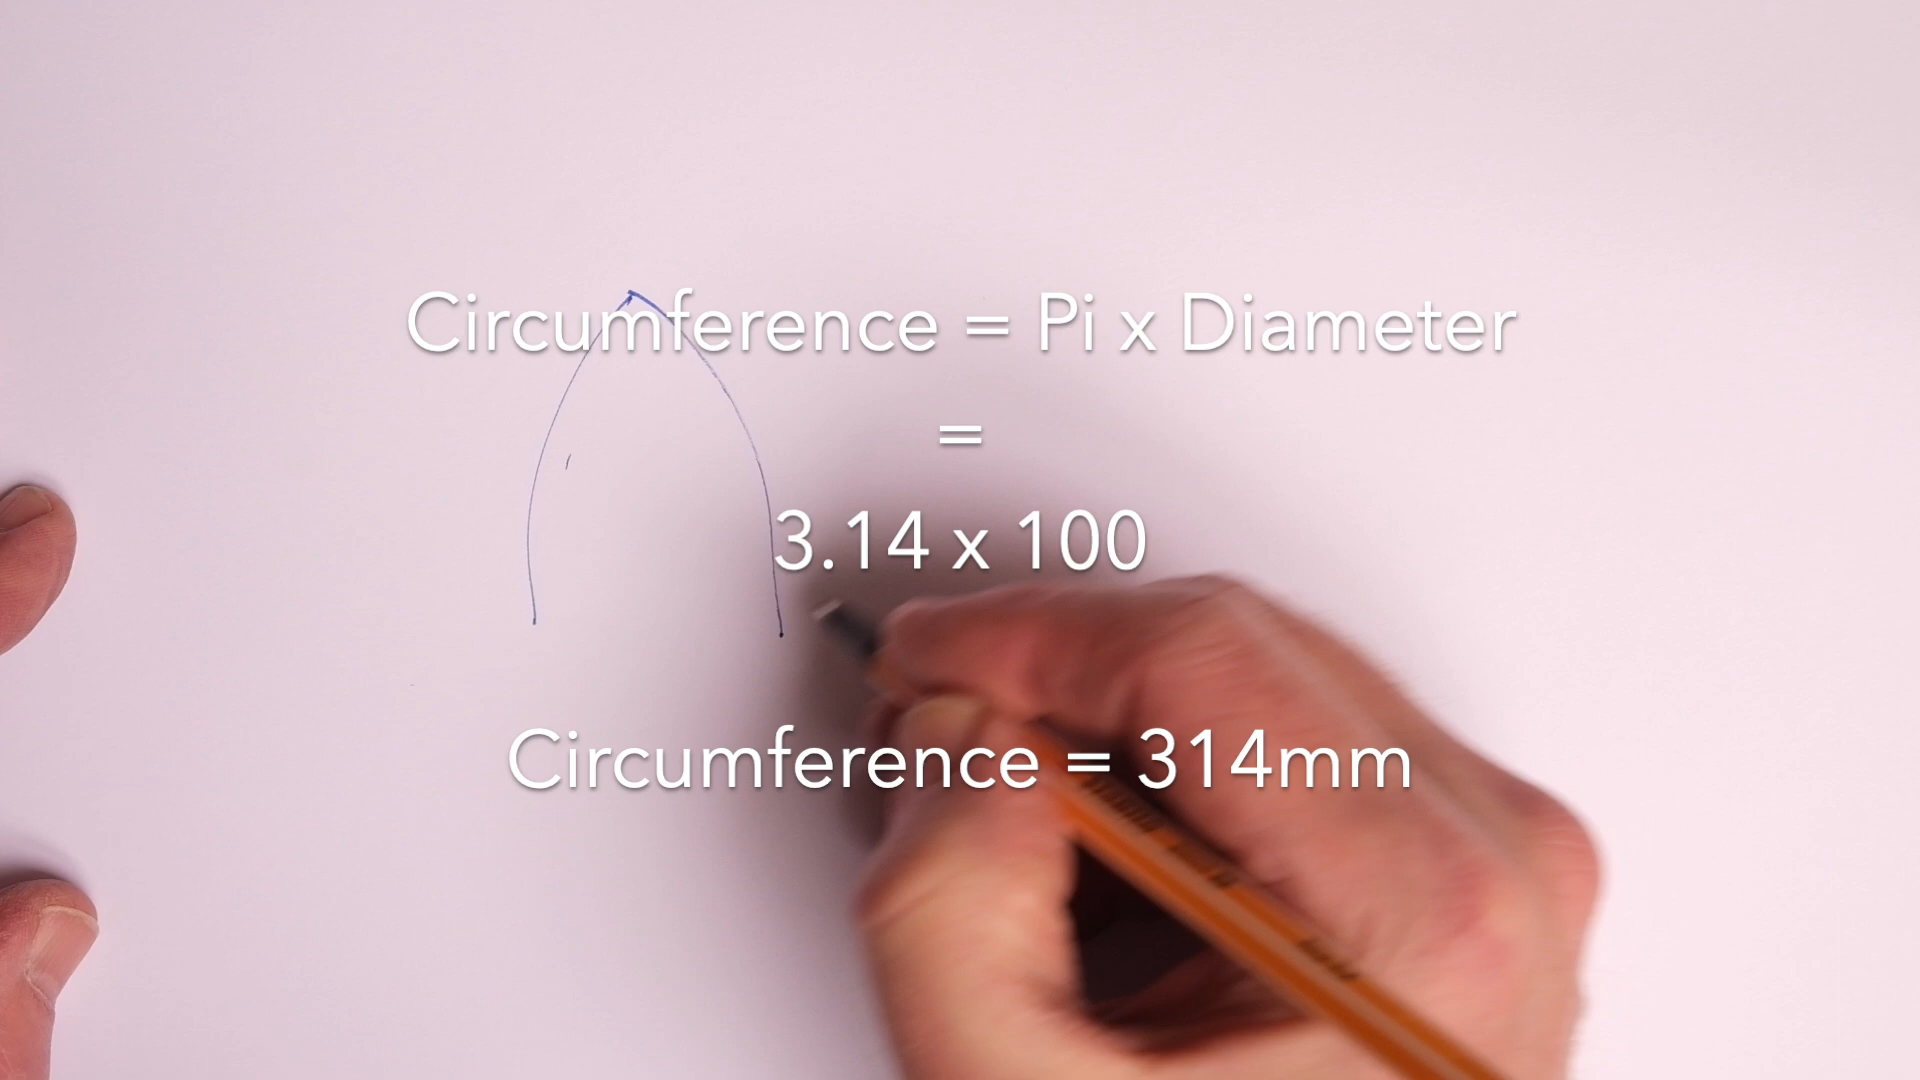 Circumference = Pi x Diameter
=
3.14 x 100
Circumference = 314mm